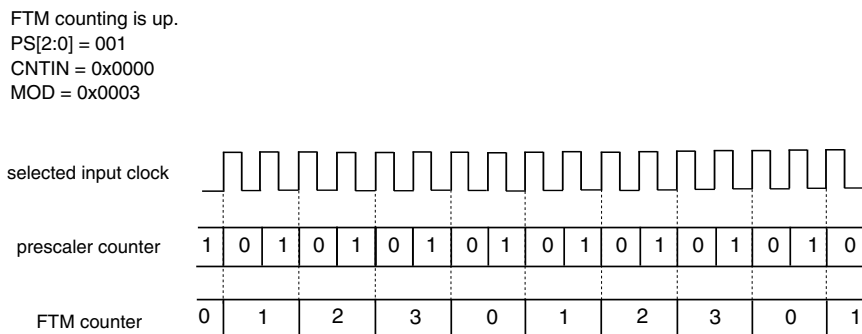 FTM counting is up.
PS[2:0] = 001
CNTIN = 0x0000
MOD = 0x0003
selected input clock
prescaler counter 1 0 1 0 1 0 1 0 1 0 1 0 1 0 1 0 1 0
FTM counter 0 1 2 3 0 1 2 3 0 1